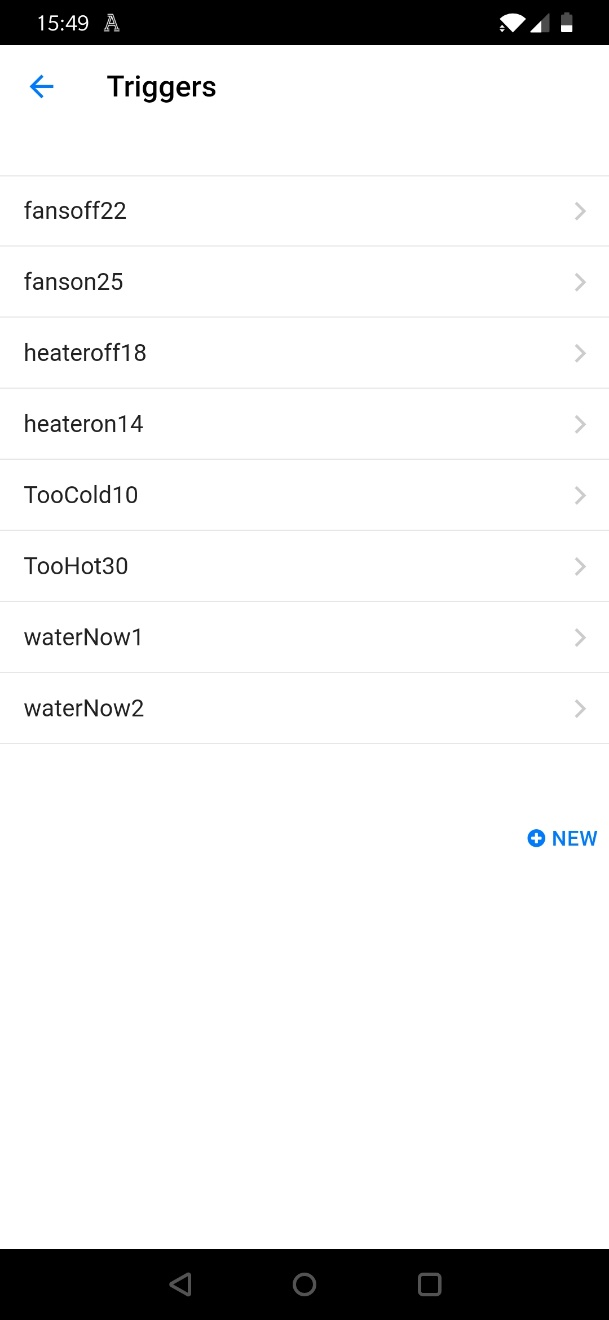 15:49
Triggers
fansoff22
fanson25
heateroff18
heateron14
TooCold10
TooHot30
waterNow1
waterNow2
NEW